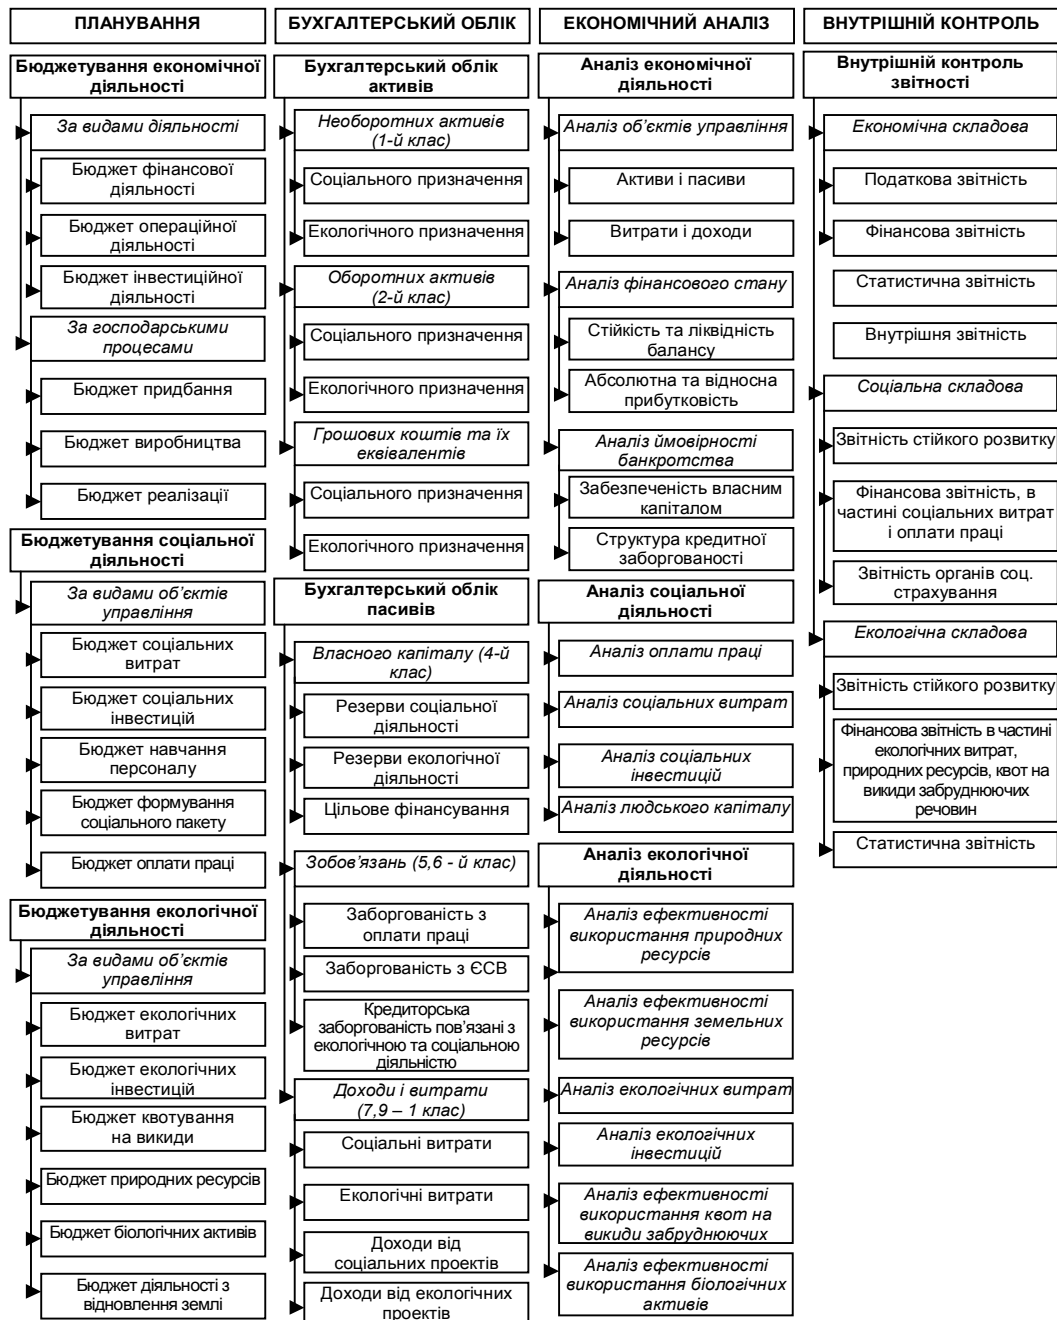 ПЛАНУВАННЯ
Бюджетування економічної
діяльності
За видами діяльності
Бюджет фінансової
діяльності
Бюджет операційної
діяльності
Бюджет інвестиційної
діяльності
За господарськими
процесами
Бюджет придбання
Бюджет виробництва
Бюджет реалізації
Бюджетування соціальної
діяльності
За видами об’єктів
управління
Бюджет соціальних
витрат
Бюджет соціальних
інвестицій
Бюджет навчання
персоналу
Бюджет формування
соціального пакету
Бюджет оплати праці
Бюджетування екологічної
діяльності
За видами об’єктів
управління
Бюджет екологічних
витрат
Бюджет екологічних
інвестицій
Бюджет квотування
на викиди
Бюджет природних ресурсів
Бюджет біологічних активів
Бюджет діяльності з
відновлення землі
БУХГАЛТЕРСЬКИЙ ОБЛІК
Бухгалтерський облік
активів
Необоротних активів
(1-й клас)
Соціального призначення
Екологічного призначення
Оборотних активів
(2-й клас)
Соціального призначення
Екологічного призначення
Грошових коштів та їх
еквівалентів
Соціального призначення
Екологічного призначення
Бухгалтерський облік
пасивів
Власного капіталу (4-й
клас)
Резерви соціальної
діяльності
Резерви екологічної
діяльності
Цільове фінансування
Зобов’язань (5,6 - й клас)
Заборгованість з
оплати праці
Заборгованість з ЄСВ
Кредиторська
заборгованість пов’язані з
екологічною та соціальною
діяльністю
Доходи і витрати
(7,9 – 1 клас)
Соціальні витрати
Екологічні витрати
Доходи від
соціальних проектів
Доходи від екологічних
проектів
ЕКОНОМІЧНИЙ АНАЛІЗ
Аналіз економічної
діяльності
Аналіз об’єктів управління
Активи і пасиви
Витрати і доходи
Аналіз фінансового стану
Стійкість та ліквідність
балансу
Абсолютна та відносна
прибутковість
Аналіз ймовірності
банкротства
Забезпеченість власним
капіталом
Структура кредитної
заборгованості
Аналіз соціальної
діяльності
Аналіз оплати праці
Аналіз соціальних витрат
Аналіз соціальних
інвестицій
Аналіз людського капіталу
Аналіз екологічної
діяльності
Аналіз ефективності
використання природних
ресурсів
Аналіз ефективності
використання земельних
ресурсів
Аналіз екологічних витрат
Аналіз екологічних
інвестицій
Аналіз ефективності
використання квот на
викиди забруднюючих
Аналіз ефективності
використання біологічних
активів
ВНУТРІШНІЙ КОНТРОЛЬ
Внутрішній контроль
звітності
Економічна складова
Податкова звітність
Фінансова звітність
Статистична звітність
Внутрішня звітність
Соціальна складова
Звітність стійкого розвитку
Фінансова звітність, в
частині соціальних витрат
і оплати праці
Звітність органів соц.
страхування
Екологічна складова
Звітність стійкого розвитку
Фінансова звітність в частині
екологічних витрат,
природних ресурсів, квот на
викиди забруднюючих
речовин
Статистична звітність